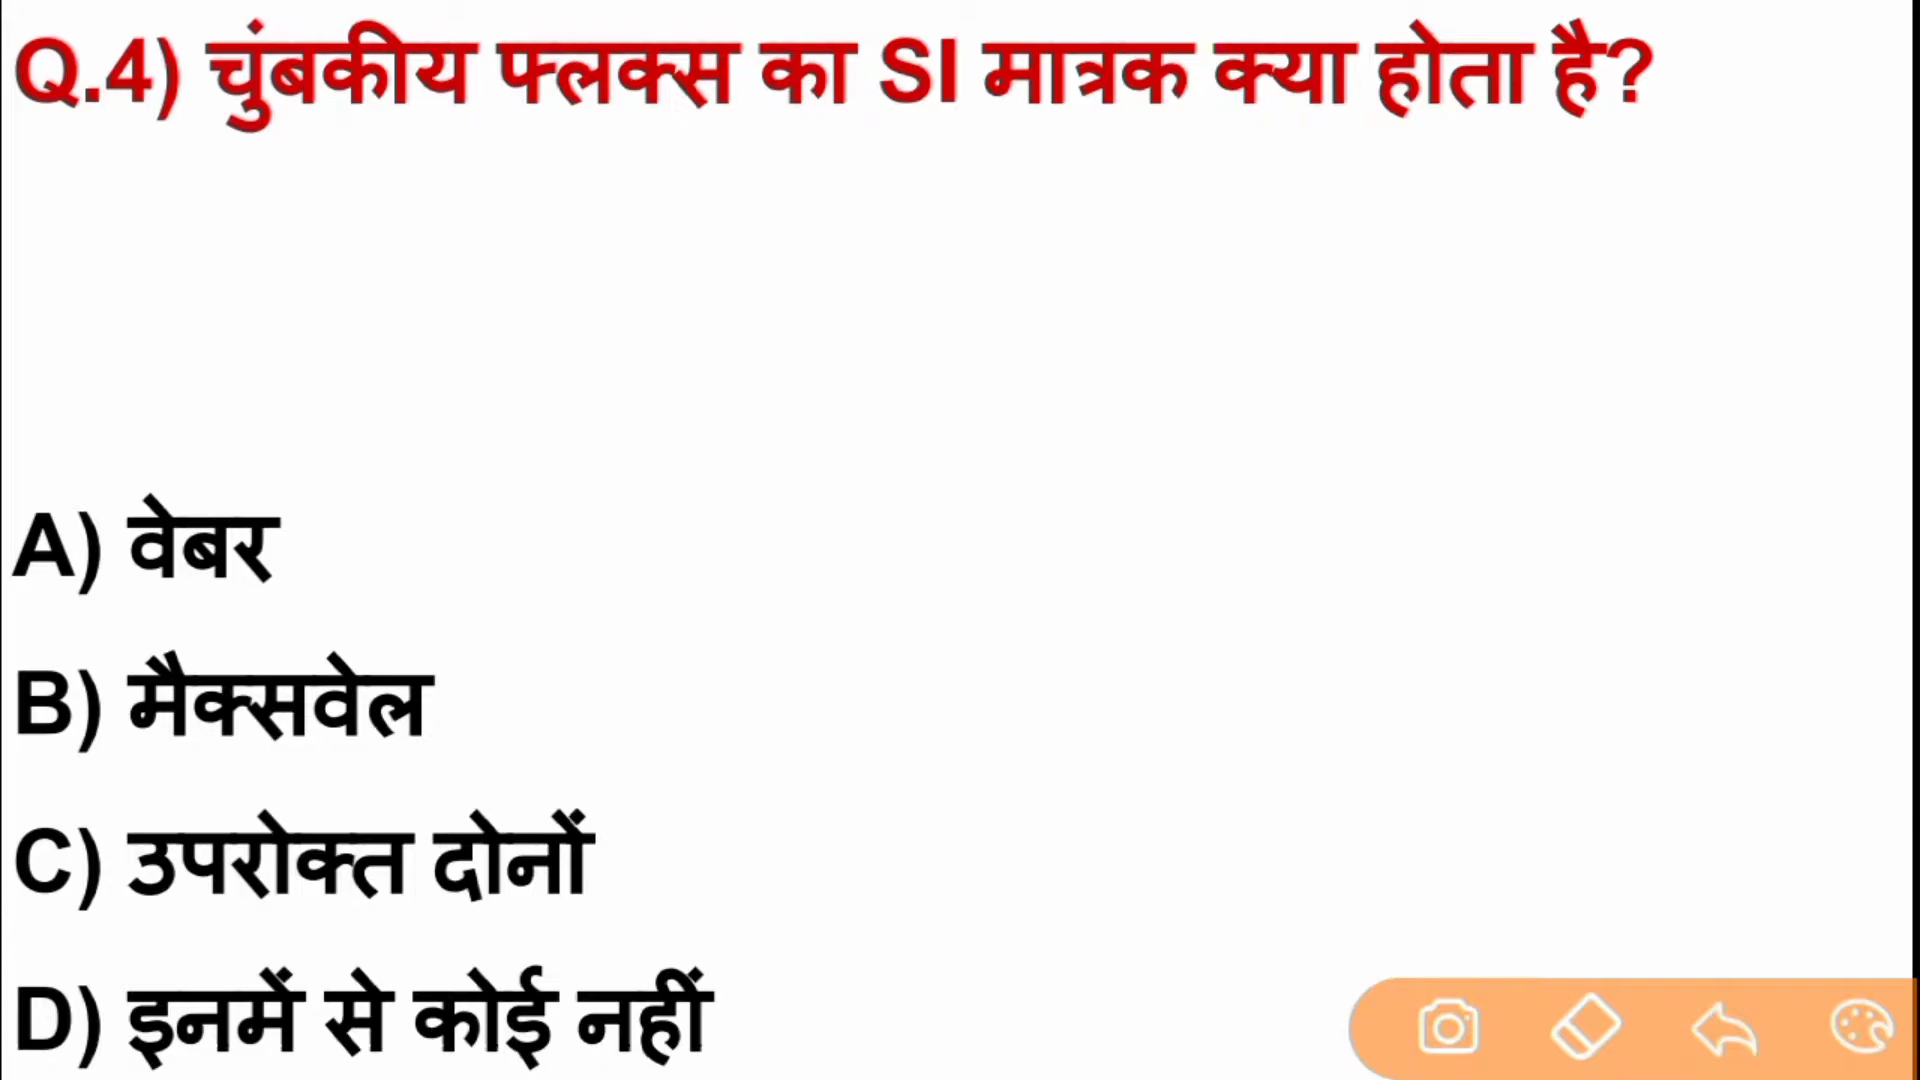 Q.4) चुंबकीय फ्लक्स का SI मात्रक क्या होता है?
A) वेबर
B) मैक्सवेल
C) उपरोक्त दोनों
D) इनमें से कोई नहीं